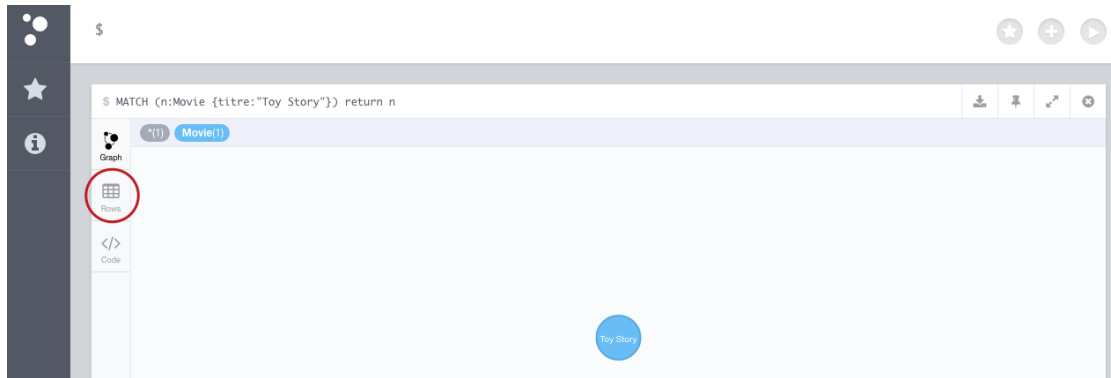 $
$ MATCH (n:Movie {titre:"Toy Story"}) return n
*(1) Movie(1)
Graph
Rows
</>
Code
Toy Story